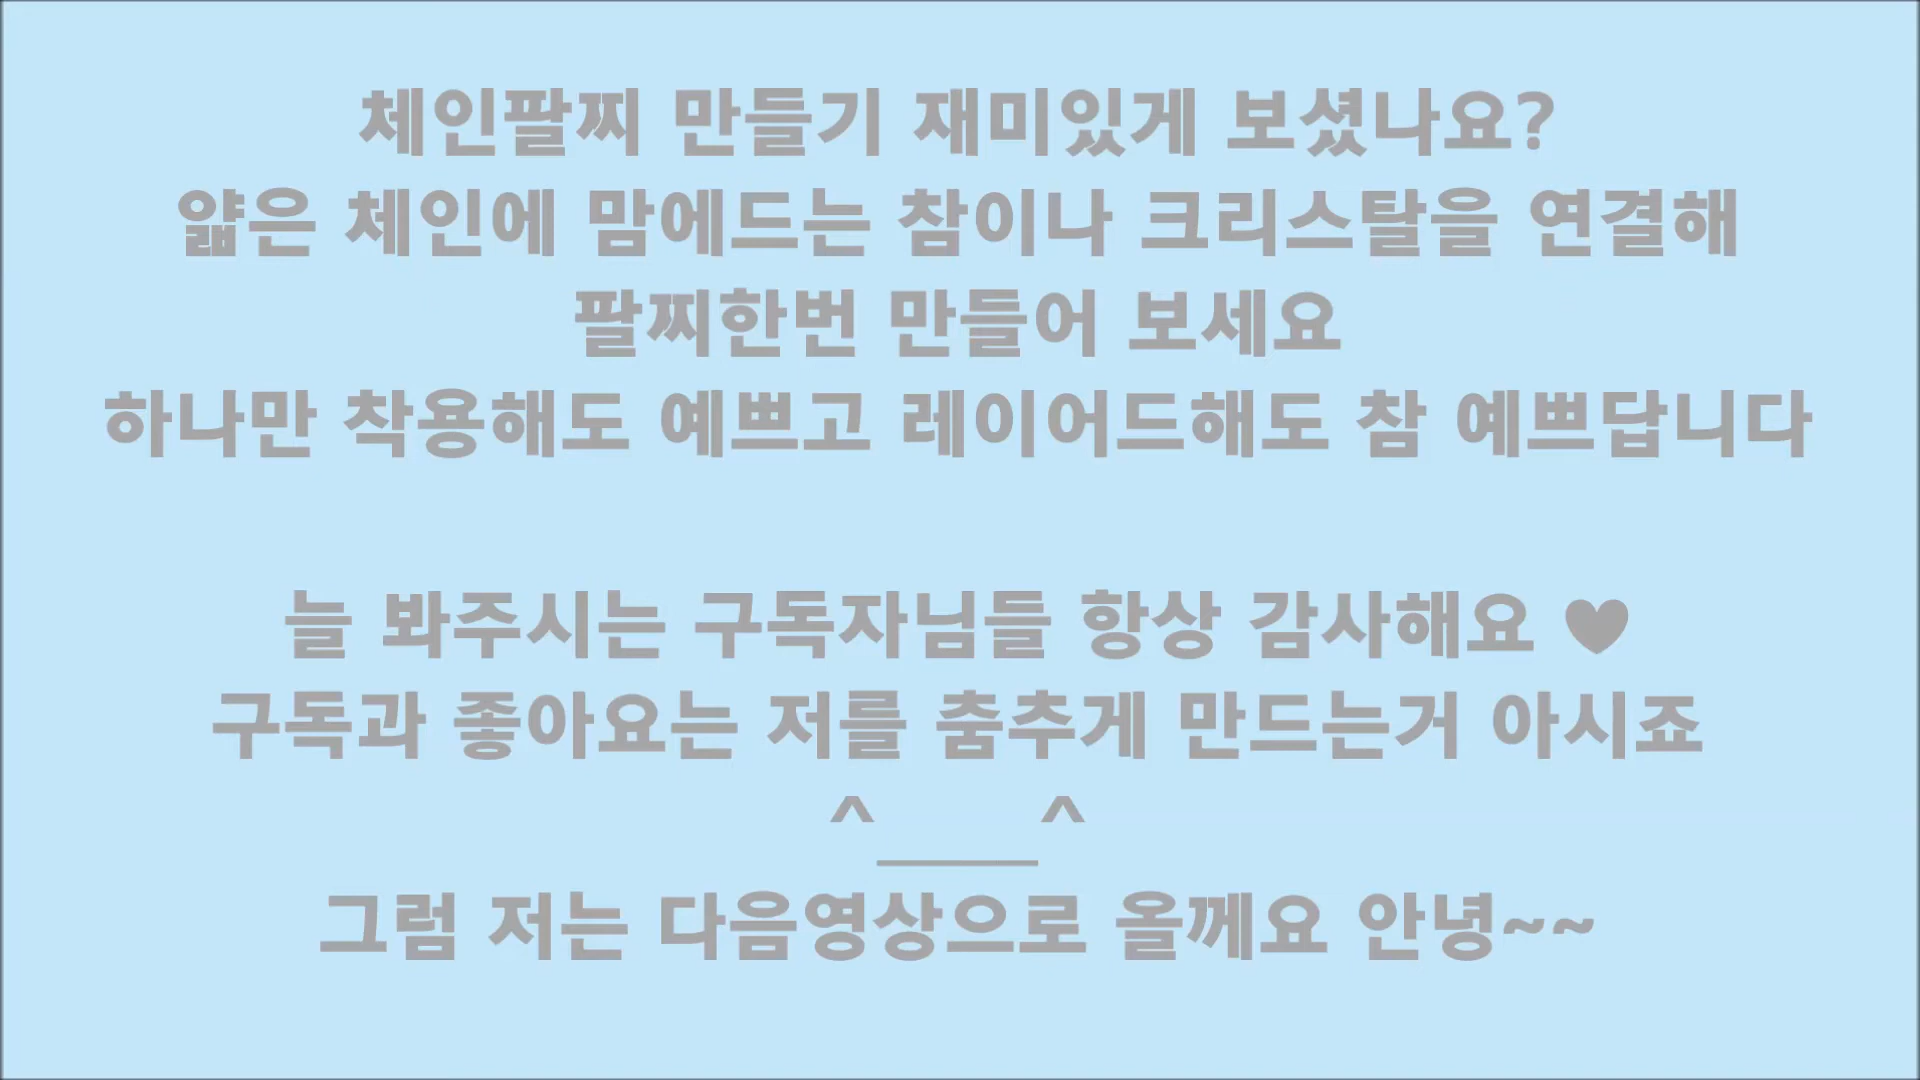 체인팔찌 만들기 재미있게 보셨나요?
얇은 체인에 맘에드는 참이나 크리스탈을 연결해
팔찌한번 만들어 보세요
하나만 착용해도 예쁘고 레이어드해도 참 예쁘답니다
늘 봐주시는 구독자님들 항상 감사해요 ♥
구독과 좋아요는 저를 춤추게 만드는거 아시죠
^____^
그럼 저는 다음영상으로 올께요 안녕~~